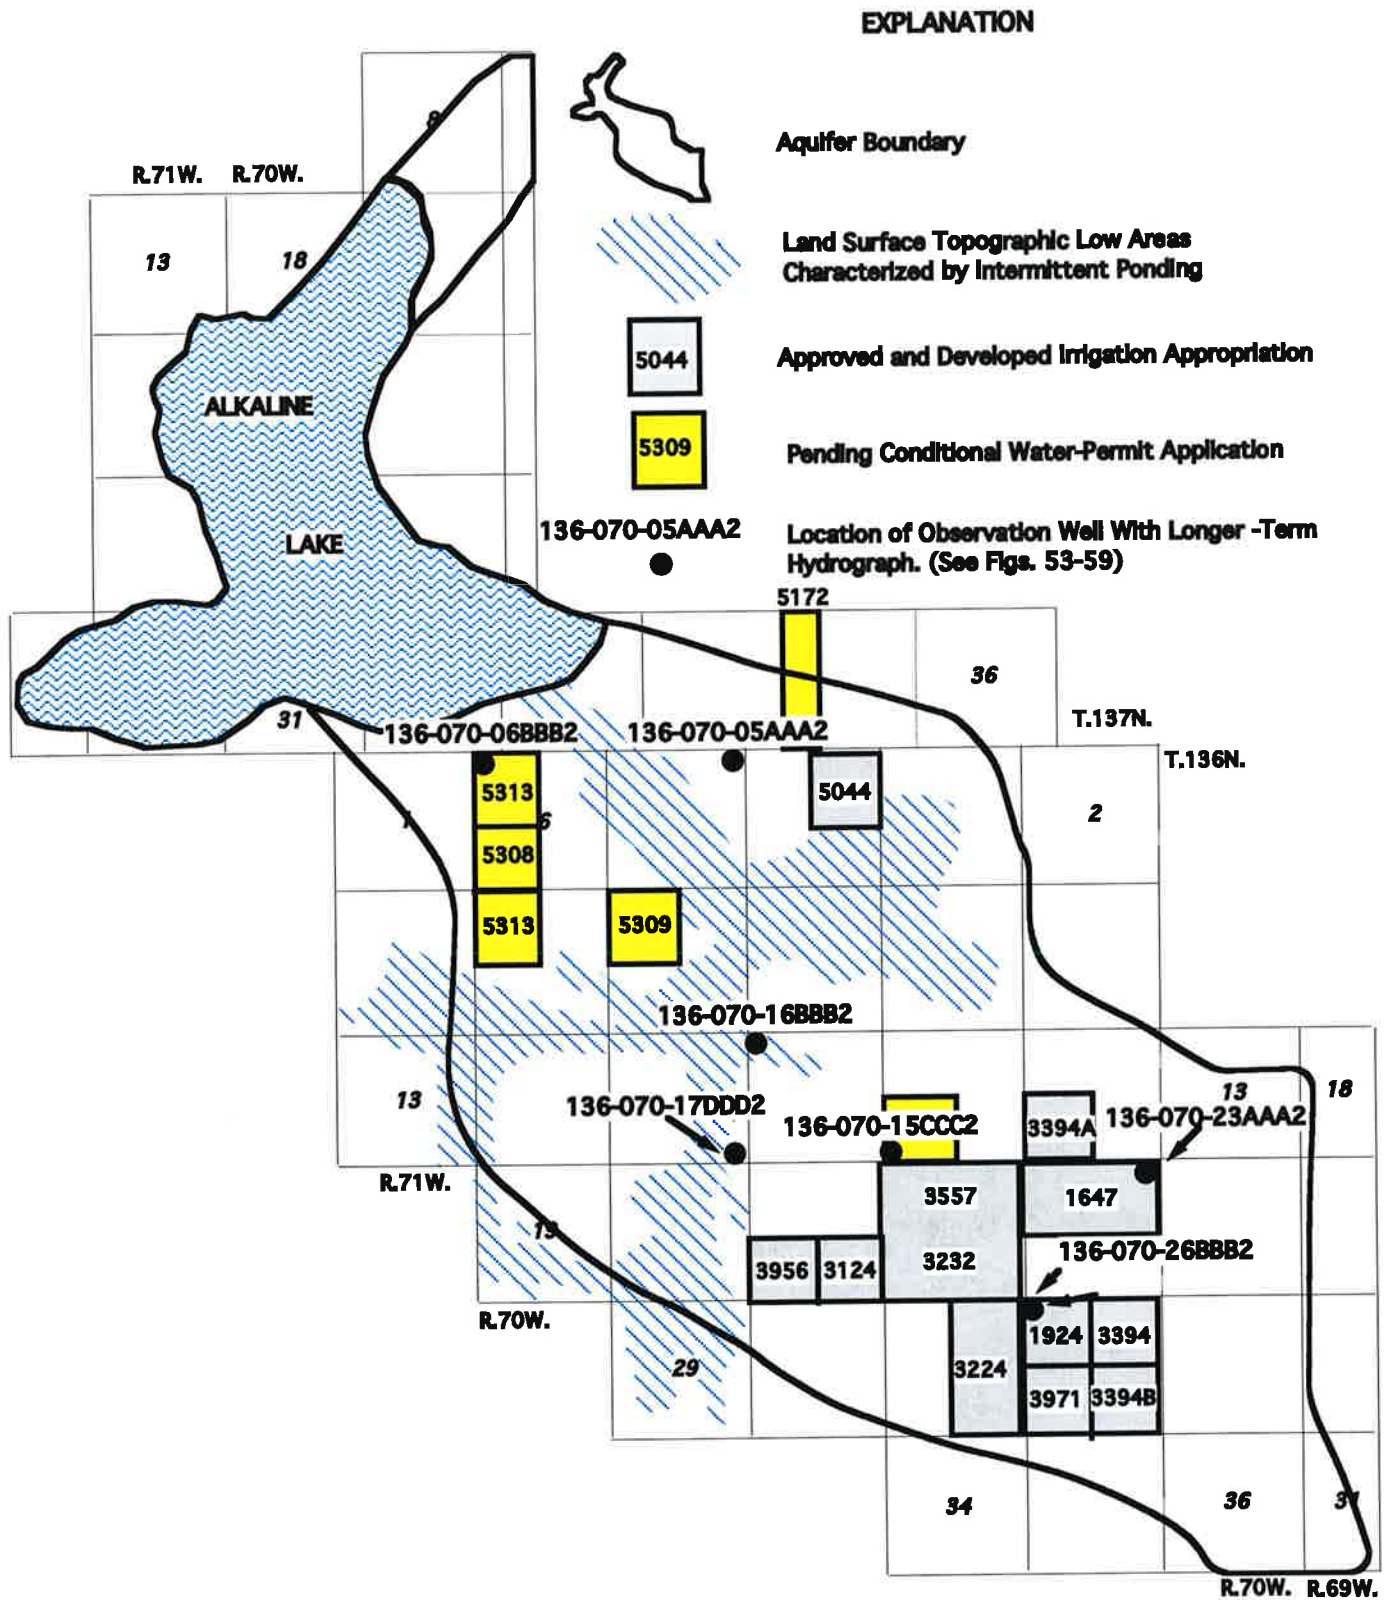 EXPLANATION
8
Aquifer Boundary
R.71W. R.70W.
13
18
Land Surface Topographic Low Areas
Characterized by Intermittent Ponding
5044
Approved and Developed Irrigation Appropriation
ALKALINE
5309
Pending Conditional Water-Permit Application
136-070-05AAA2
Location of Observation Well With Longer -Term
Hydrograph. (See Figs. 53-59)
LAKE
5172
36
31
T.137N.
136-070-06BBB2
136-070-05AAA2
T.136N.
5313
5044
2
1
6
5308
5313
5309
136-070-16BBB2
13
136-070-17DDD2
136-070-15CCC2
3394A
13
18
136-070-23AAA2
R.71W.
3557
1647
19
3956
3124
3232
136-070-26BBB2
R.70W.
1924
3394
29
3224
3971
3394B
34
36
31
R.70W. R.69W.